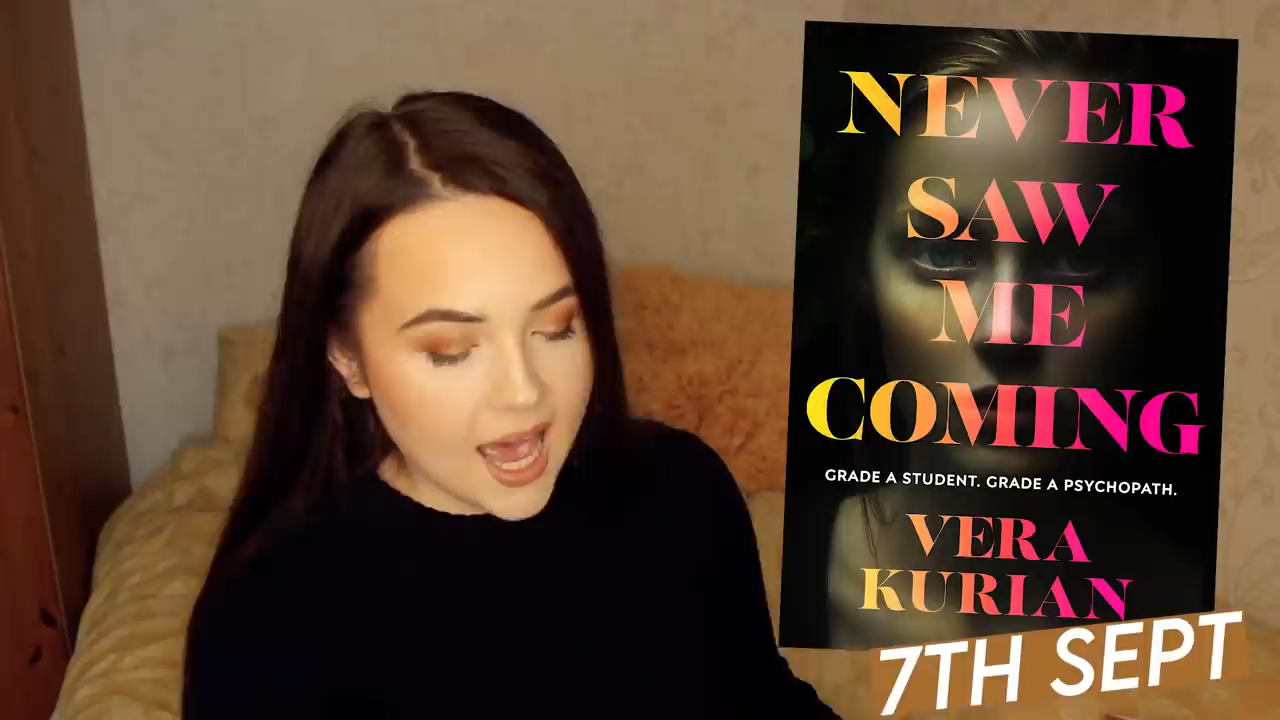 NEVER
SAW
ME
COMING
GRADE A STUDENT. GRADE A PSYCHOPATH.
VERA
KURIAN
7TH SEPT